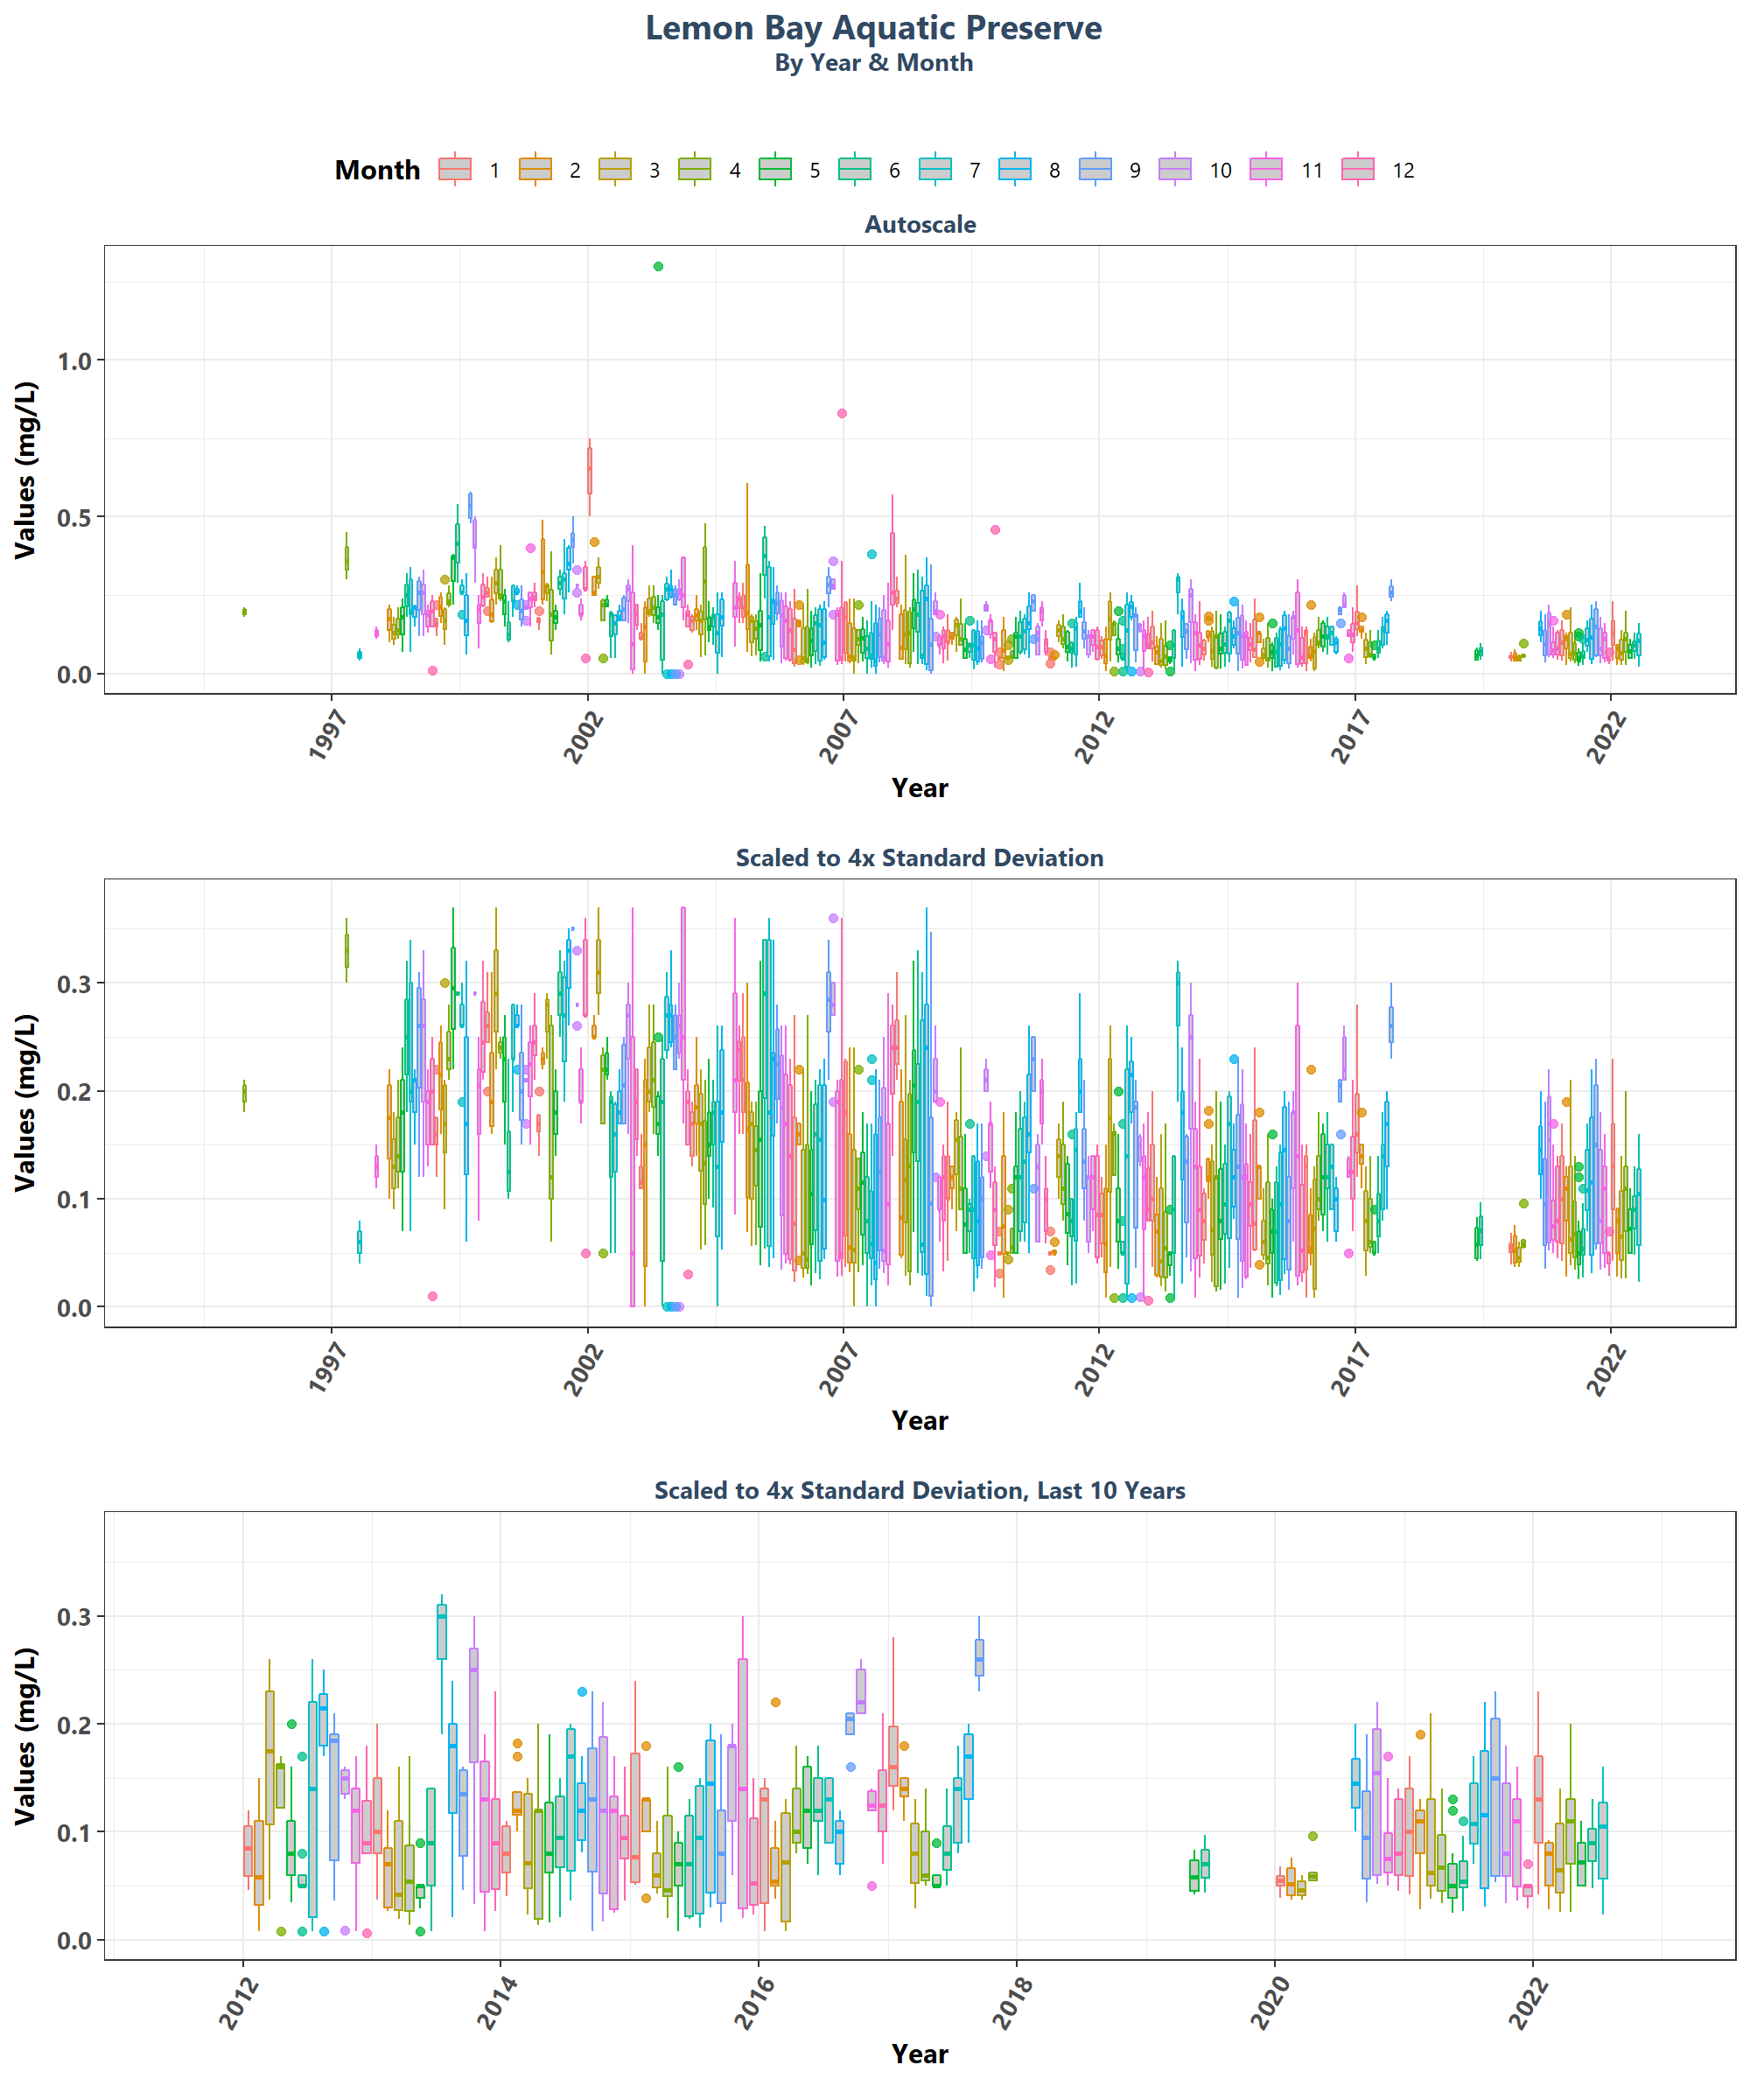 Lemon Bay Aquatic Preserve
By Year & Month
Month 1 2 3 4 5 6 7 8 9 10 11 12
Autoscale
Values (mg/L)
1.0
0.5
0.0
1997 2002 2007 2012 2017 2022
Year
Scaled to 4x Standard Deviation
Values (mg/L)
0.3
0.2
0.1
0.0
1997 2002 2007 2012 2017 2022
Year
Scaled to 4x Standard Deviation, Last 10 Years
Values (mg/L)
0.3
0.2
0.1
0.0
2012 2014 2016 2018 2020 2022
Year